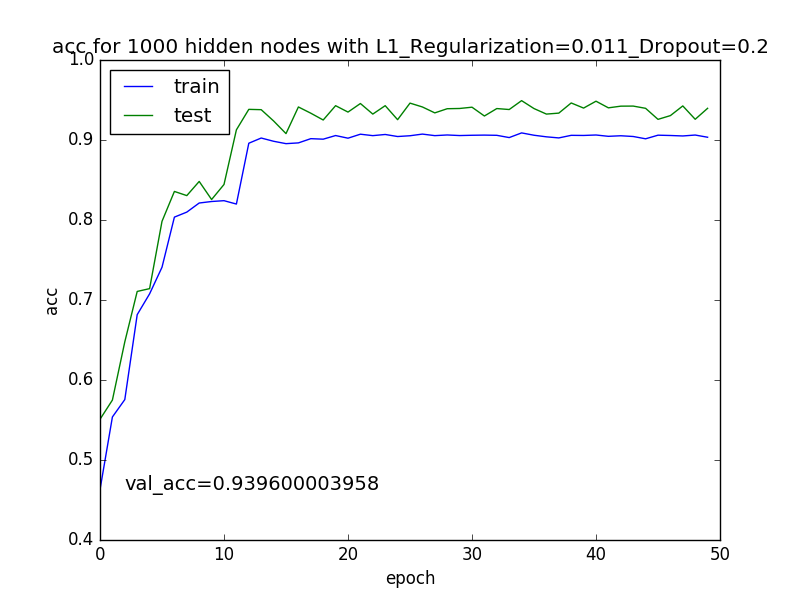 acc for 1000 hidden nodes with L1_Regularization=0.011_Dropout=0.2
1.0
train
test
0.9
0.8
0.7
acc
0.6
0.5
val_acc=0.939600003958
0.4
0 10 20 30 40 50
epoch